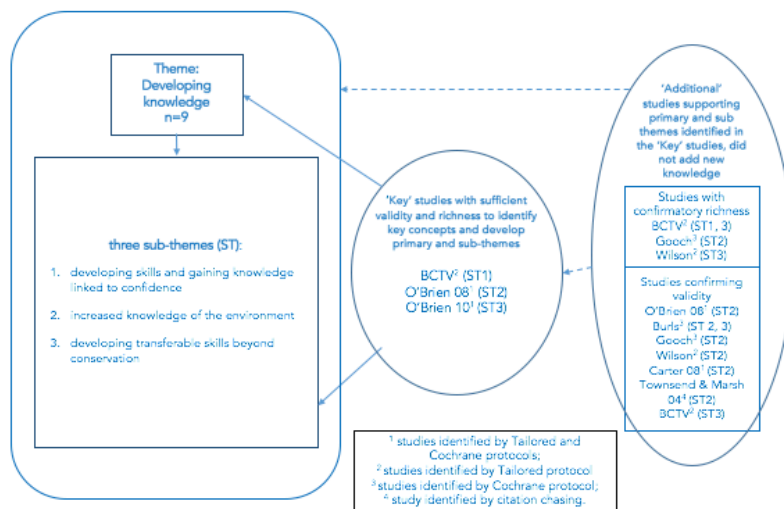 Theme:
Developing
knowledge
n=9
three sub-themes (ST):
1. developing skills and gaining knowledge
linked to confidence
2. increased knowledge of the environment
3. developing transferable skills beyond
conservation
'Key' studies with sufficient
validity and richness to identify
key concepts and develop
primary and sub-themes
BCTV² (ST1)
O'Brien 08¹ (ST2)
O'Brien 10¹ (ST3)
'Additional'
studies supporting
primary and sub
themes identified in
the 'Key' studies, did
not add new
knowledge
Studies with
confirmatory richness
BCTV² (ST1, 3)
Gooch³ (ST2)
Wilson² (ST3)
Studies confirming
validity
O'Brien 08¹ (ST2)
Burls³ (ST 2, 3)
Gooch³ (ST2)
Wilson² (ST2)
Carter 08¹ (ST2)
Townsend & Marsh
04⁴ (ST2)
BCTV² (ST3)
¹ studies identified by Tailored and
Cochrane protocols;
² studies identified by Tailored protocol
³ studies identified by Cochrane protocol;
⁴ study identified by citation chasing.